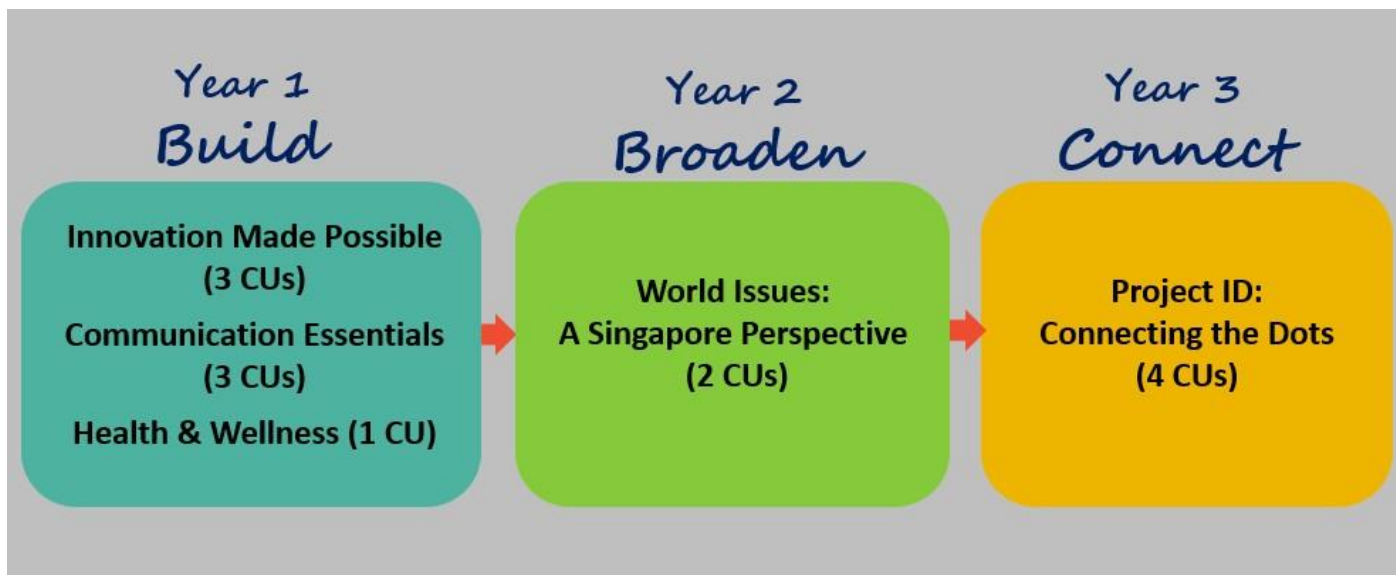 Year 1
Build
Innovation Made Possible
(3 CUs)
Communication Essentials
(3 CUs)
Health & Wellness (1 CU)
Year 2
Broaden
World Issues:
A Singapore Perspective
(2 CUs)
Year 3
Connect
Project ID:
Connecting the Dots
(4 CUs)